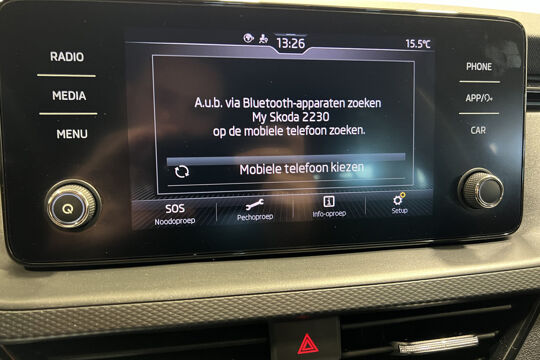 13:26
15.5°C
RADIO
MEDIA
MENU
A.u.b. via Bluetooth-apparaten zoeken
My Skoda 2230
op de mobiele telefoon zoeken.
Mobiele telefoon kiezen
SOS
Noodoproep
Pechoproep
Info-oproep
Setup
PHONE
APP/
CAR